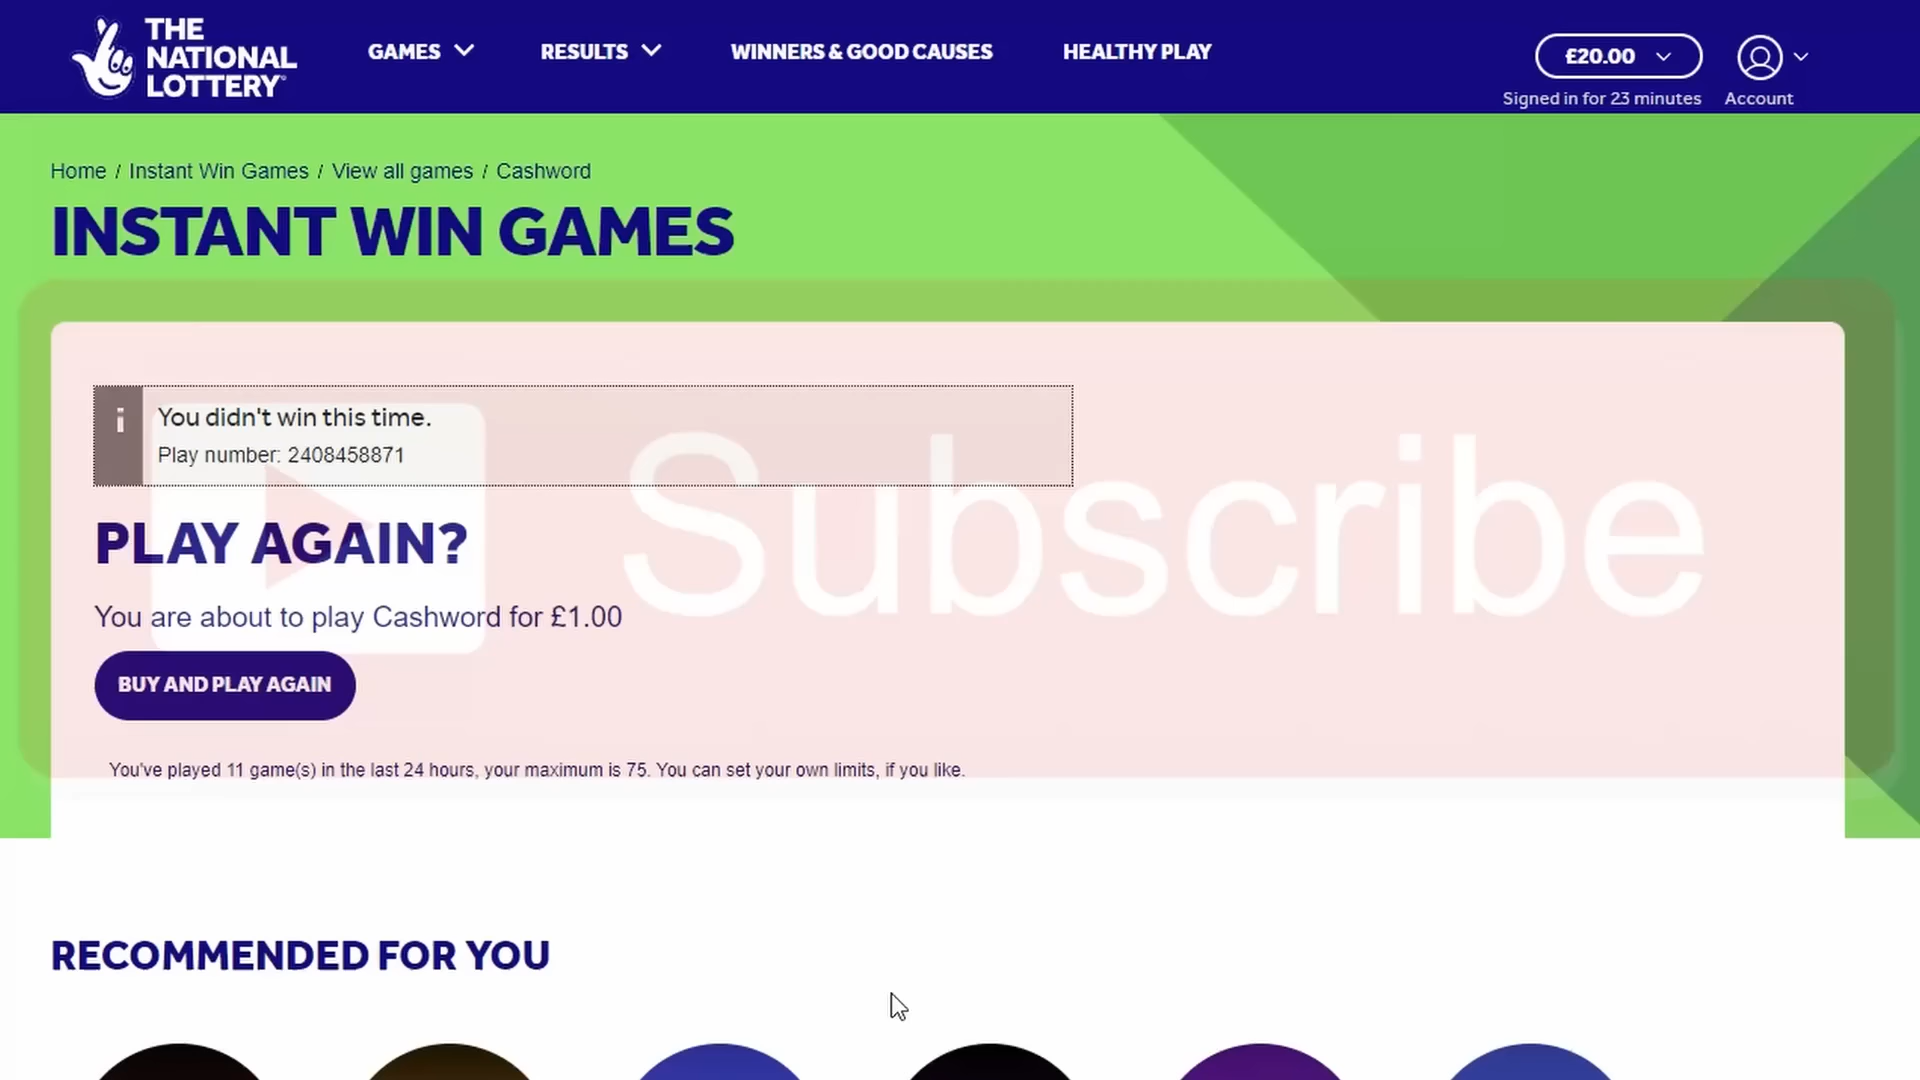 THE
NATIONAL
LOTTERY®
GAMES
RESULTS
WINNERS & GOOD CAUSES
HEALTHY PLAY
£20.00
Signed in for 23 minutes
Account
Home / Instant Win Games / View all games / Cashword
INSTANT WIN GAMES
i
You didn't win this time.
Play number: 2408458871
Subscribe
PLAY AGAIN?
You are about to play Cashword for £1.00
BUY AND PLAY AGAIN
You've played 11 game(s) in the last 24 hours, your maximum is 75. You can set your own limits, if you like.
RECOMMENDED FOR YOU